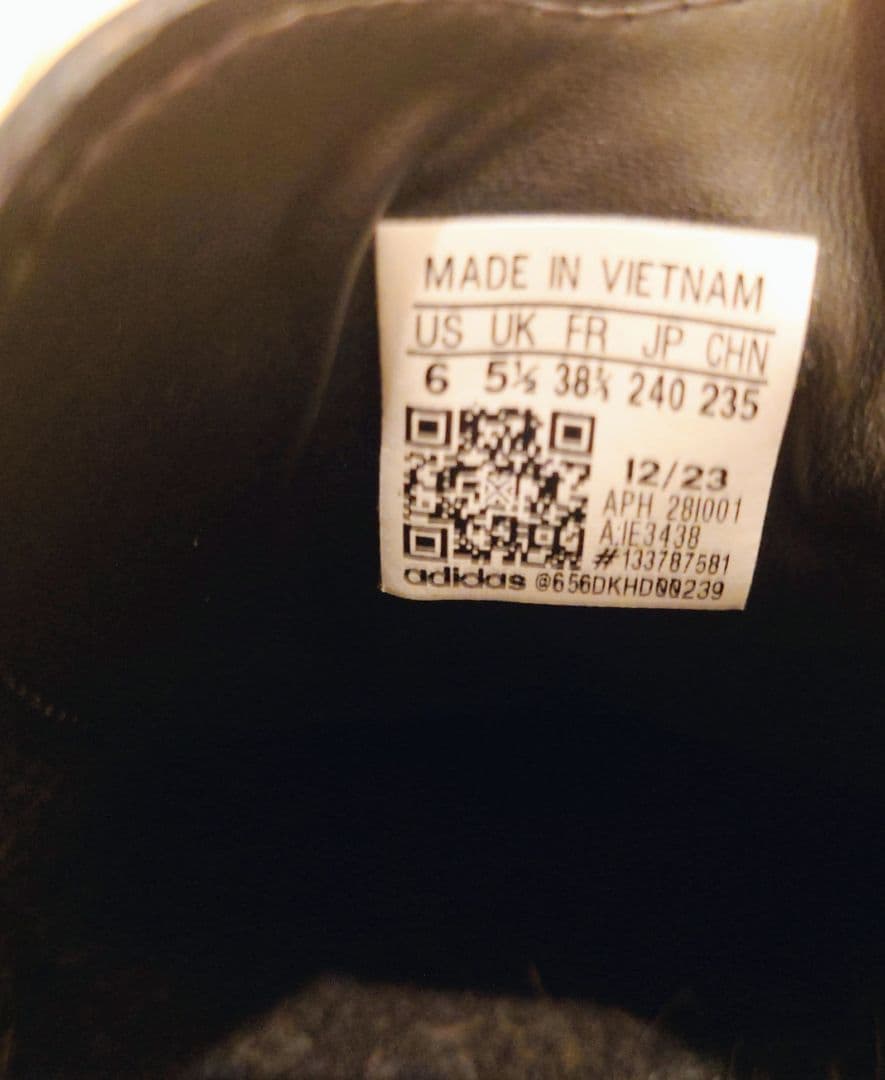 MADE IN VIETNAM
US UK FR JP CHN
6 5½ 38⅔ 240 235
12/23
APH 28I001
A:IE3438
#133787581
adidas @656DKHD00239